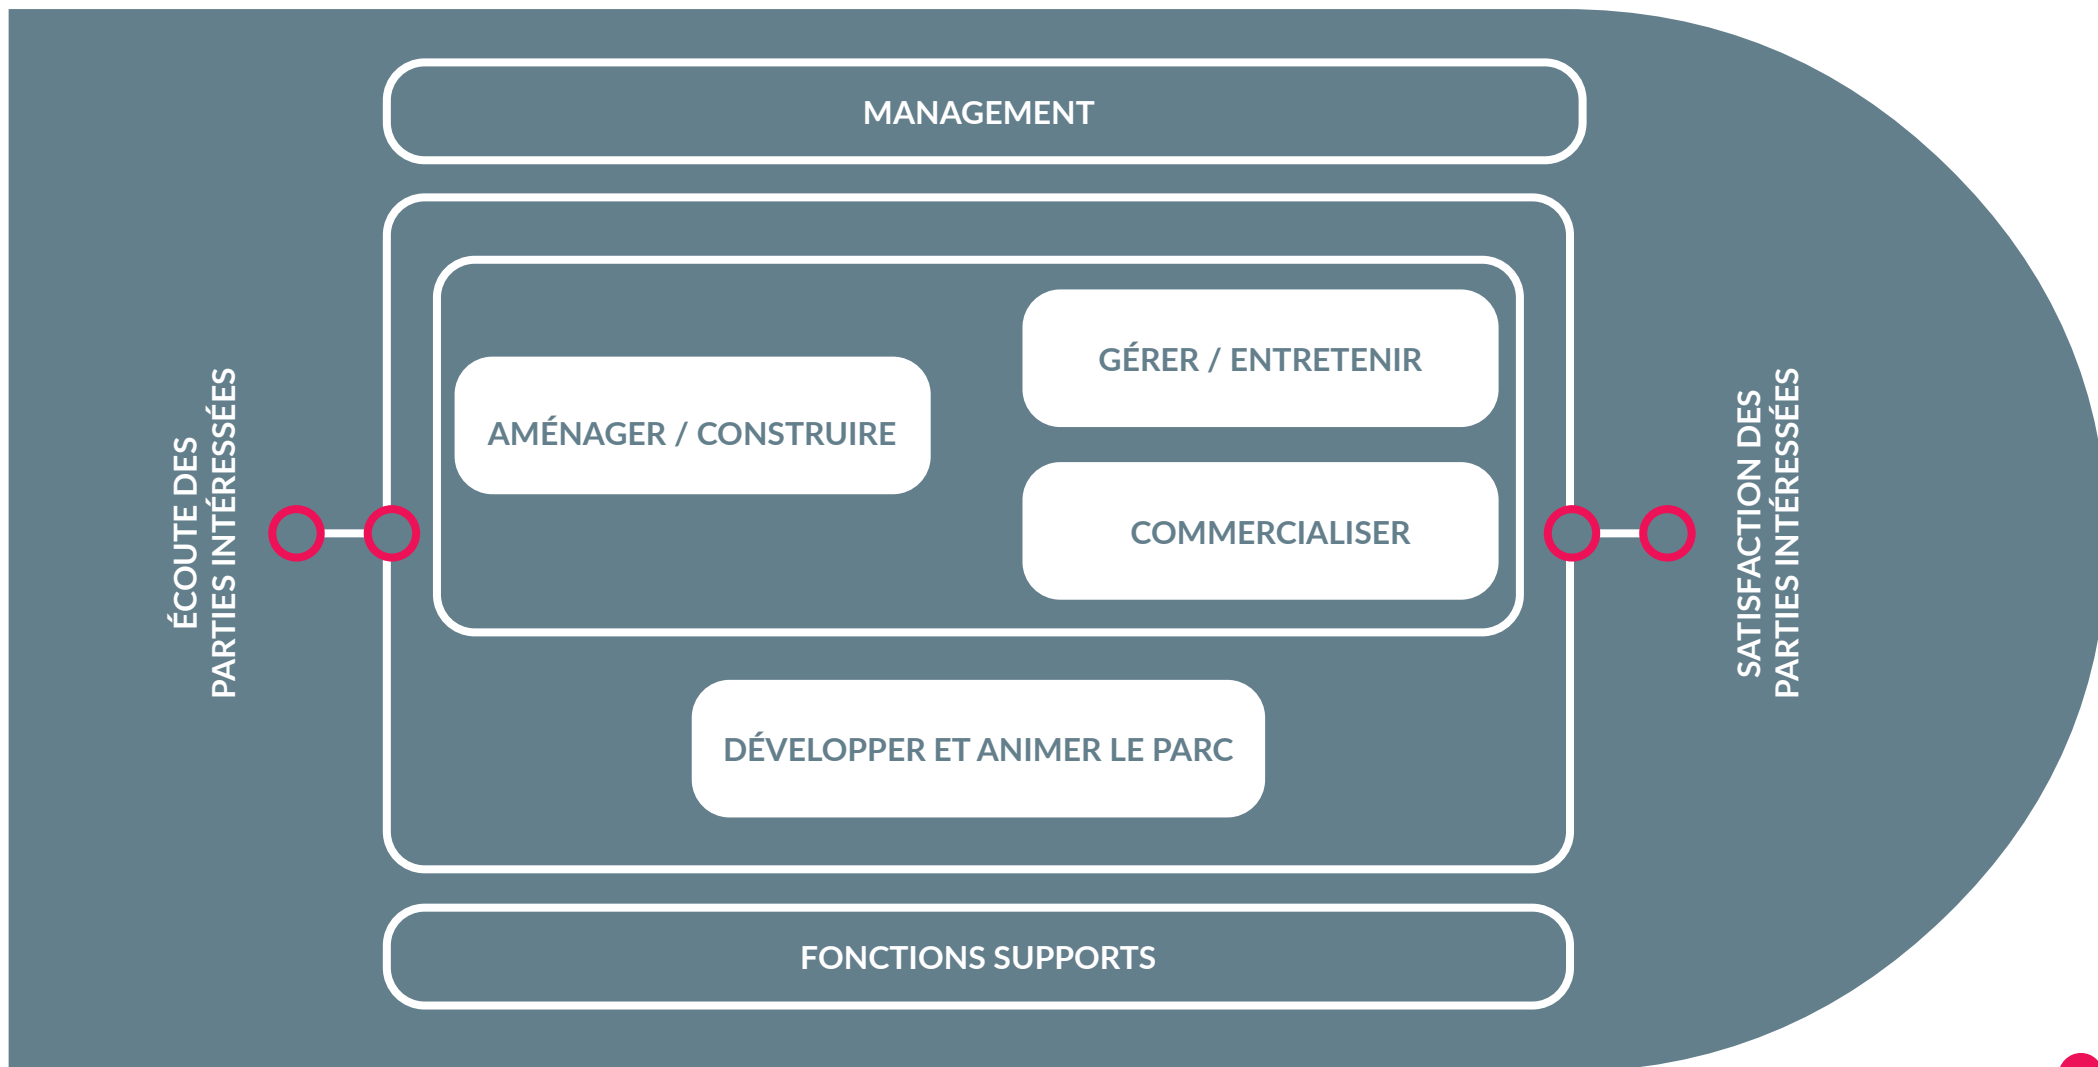 MANAGEMENT
ÉCOUTE DES
PARTIES INTÉRESSÉES
AMÉNAGER / CONSTRUIRE
GÉRER / ENTRETENIR
COMMERCIALISER
DÉVELOPPER ET ANIMER LE PARC
SATISFACTION DES
PARTIES INTÉRESSÉES
FONCTIONS SUPPORTS